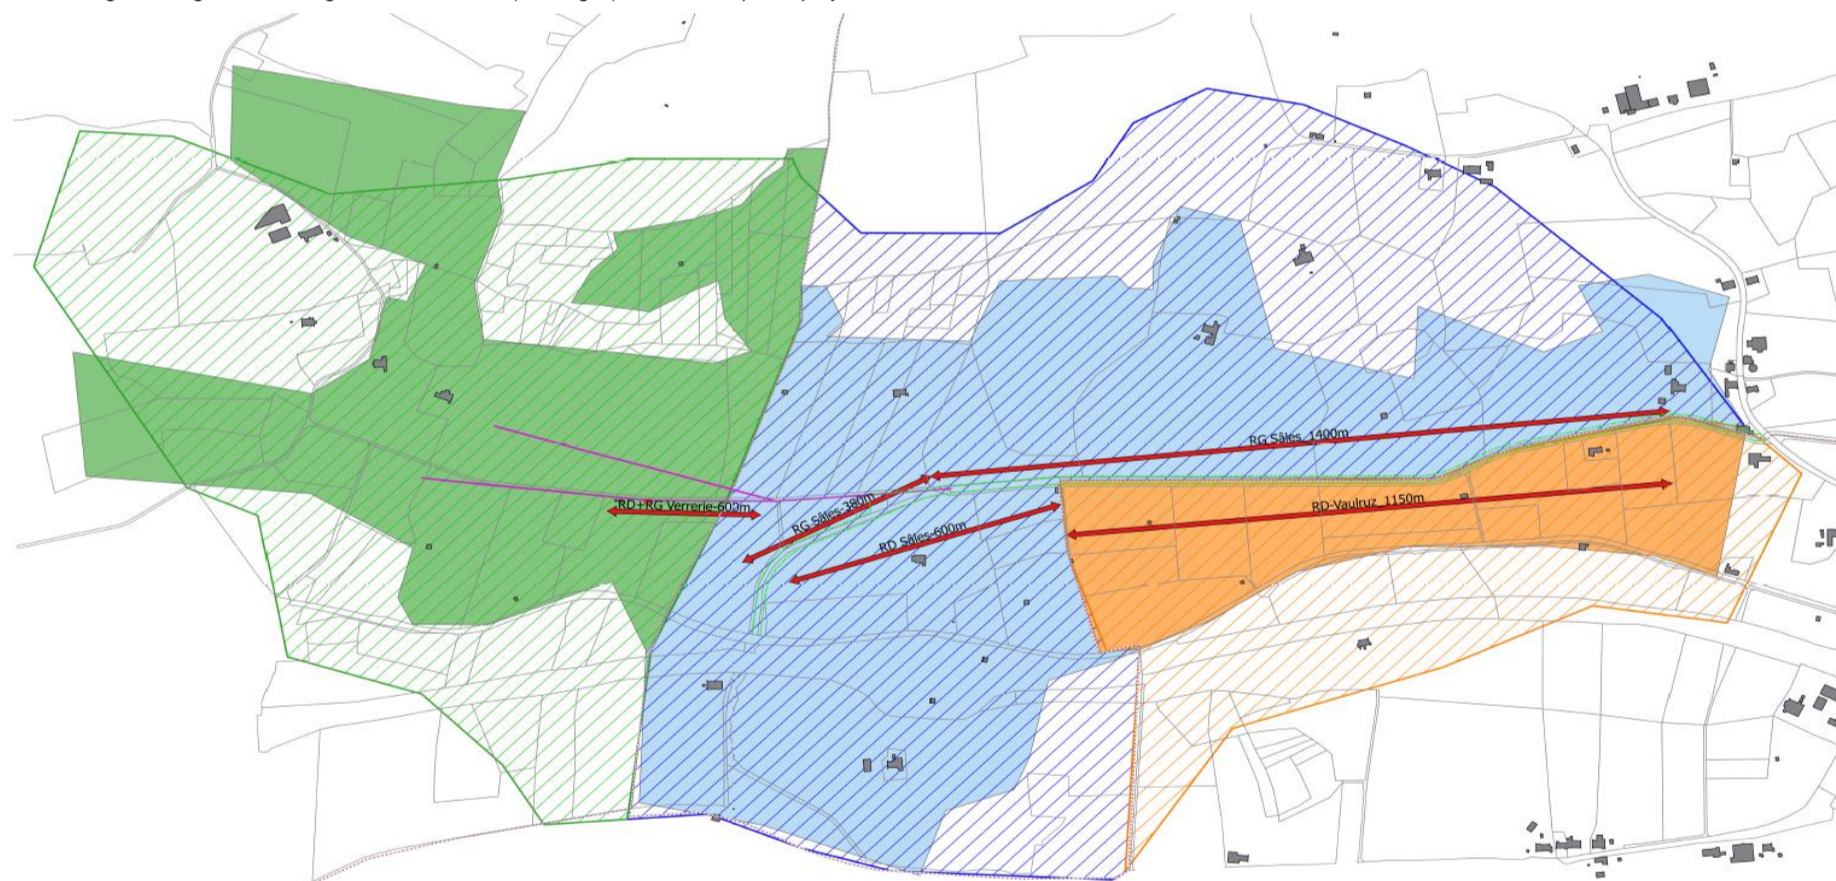 RG Sâles_1400m
RD-Vaulruz_1150m
RD+RG Verrerie-603m
RG Sâles-380m
RD Sâles-600m